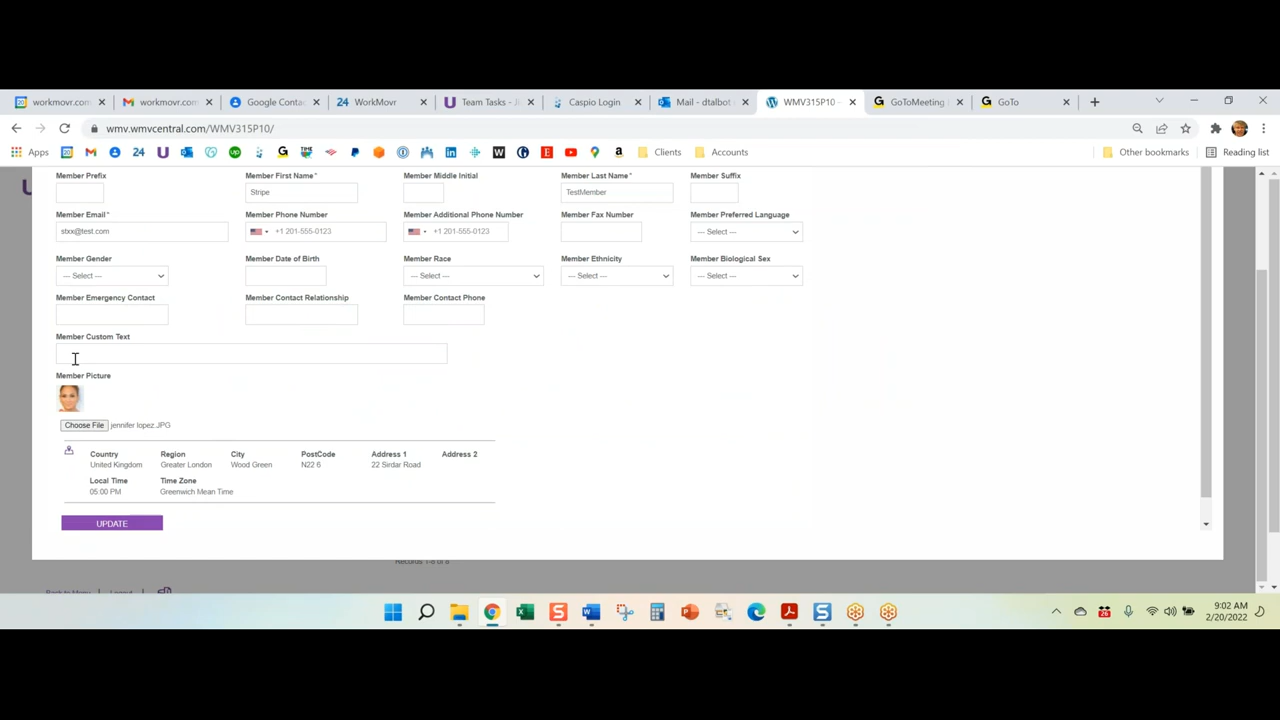 workmovr.com
workmovr.com
Google Conta
WorkMovr
Team Tasks - Ji
Caspio Login
Mail - dtalbot
WMV315P10 -
GoToMeeting
GoTo
wmv.wmvcentral.com/WMV315P10/
Apps
Clients
Accounts
Other bookmarks
Reading list
Member Prefix Member First Name* Member Middle Initial Member Last Name* Member Suffix
Stripe TestMember
Member Email* Member Phone Number Member Additional Phone Number Member Fax Number Member Preferred Language
stxx@test.com +1 201-555-0123 +1 201-555-0123 --- Select ---
Member Gender Member Date of Birth Member Race Member Ethnicity Member Biological Sex
--- Select --- --- Select --- --- Select --- --- Select ---
Member Emergency Contact Member Contact Relationship Member Contact Phone
Member Custom Text
Member Picture
Choose File jennifer lopez.JPG
Country Region City PostCode Address 1 Address 2
United Kingdom Greater London Wood Green N22 6 22 Sirdar Road
Local Time Time Zone
05:00 PM Greenwich Mean Time
UPDATE
Back to Menu | Logout |
9:02 AM
2/20/2022